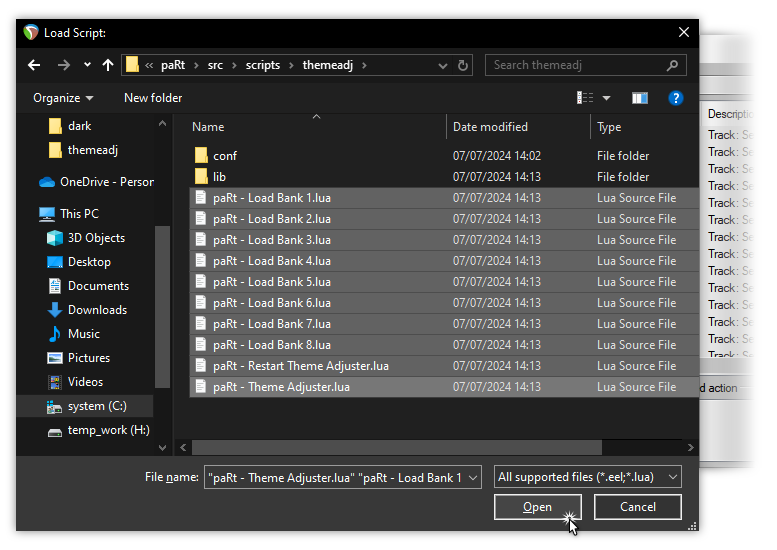 Load Script:
« paRt › src › scripts › themeadj ›
Search themeadj
Organize
New folder
Name
Date modified
Type
dark
themeadj
OneDrive - Person
This PC
3D Objects
Desktop
Documents
Downloads
Music
Pictures
Videos
system (C:)
temp_work (H:)
conf 07/07/2024 14:02 File folder
lib 07/07/2024 14:13 File folder
paRt - Load Bank 1.lua 07/07/2024 14:13 Lua Source File
paRt - Load Bank 2.lua 07/07/2024 14:13 Lua Source File
paRt - Load Bank 3.lua 07/07/2024 14:13 Lua Source File
paRt - Load Bank 4.lua 07/07/2024 14:13 Lua Source File
paRt - Load Bank 5.lua 07/07/2024 14:13 Lua Source File
paRt - Load Bank 6.lua 07/07/2024 14:13 Lua Source File
paRt - Load Bank 7.lua 07/07/2024 14:13 Lua Source File
paRt - Load Bank 8.lua 07/07/2024 14:13 Lua Source File
paRt - Restart Theme Adjuster.lua 07/07/2024 14:13 Lua Source File
paRt - Theme Adjuster.lua 07/07/2024 14:13 Lua Source File
File name:
"paRt - Theme Adjuster.lua" "paRt - Load Bank 1
All supported files (*.eel;*.lua)
Open
Cancel
Descriptio
Track: Se
Track: Se
Track: Se
Track: Se
Track: Se
Track: Se
Track: Se
Track: Se
Track: Se
Track: Se
Track: Se
Track: Se
Track: Se
d action